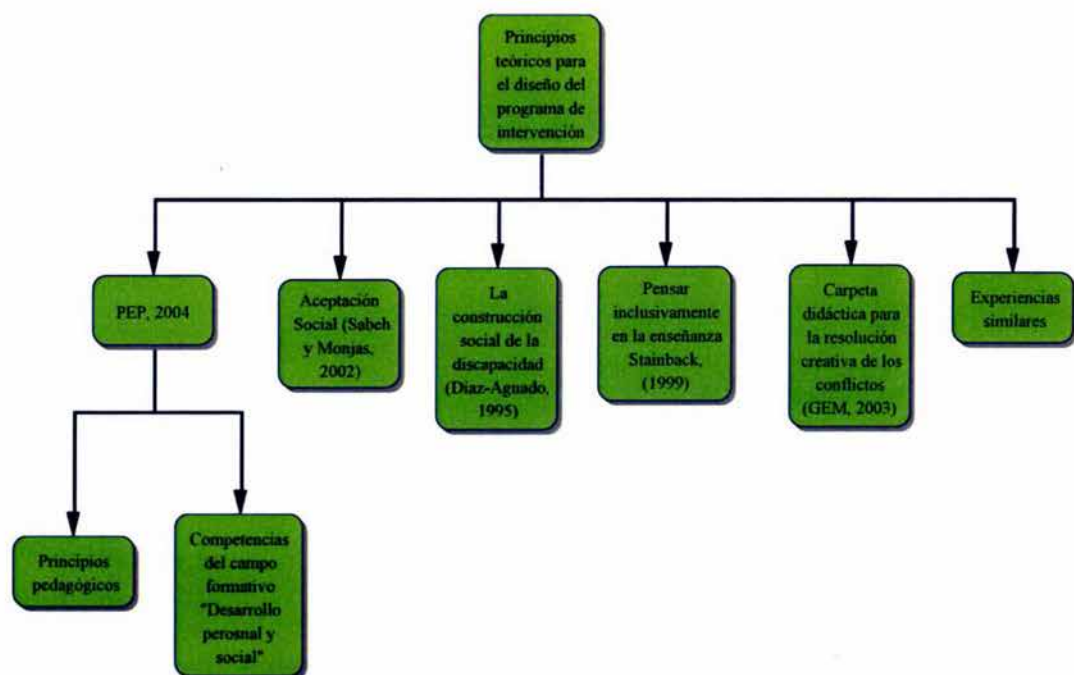 Principios
teóricos para
el diseño del
programa de
intervención
PEP, 2004
Aceptación
Social (Sabeh
y Monjas,
2002)
La
construcción
social de la
discapacidad
(Díaz-Aguado,
1995)
Pensar
inclusivamente
en la enseñanza
Stainback,
(1999)
Carpeta
didáctica para
la resolución
creativa de los
conflictos
(GEM, 2003)
Experiencias
similares
Principios
pedagógicos
Competencias
del campo
formativo
"Desarrollo
perosnal y
social"